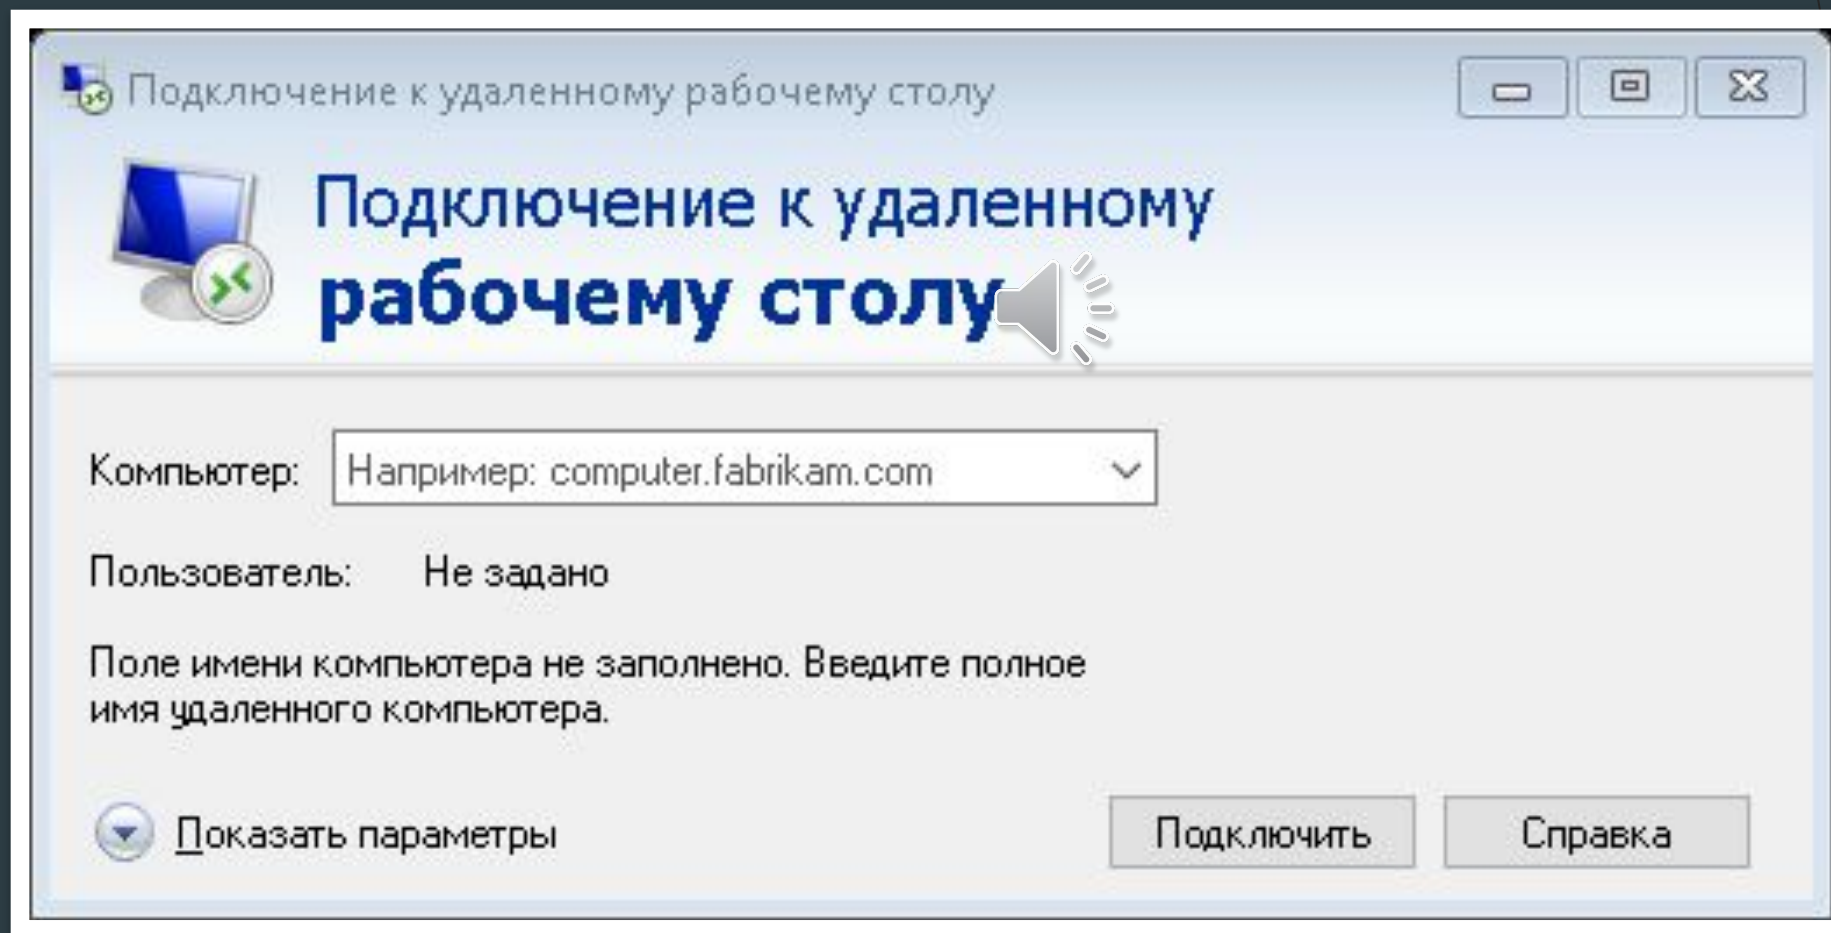 Подключение к удаленному рабочему столу
Подключение к удаленному
рабочему столу
Компьютер: Например: computer.fabrikam.com
Пользователь: Не задано
Поле имени компьютера не заполнено. Введите полное
имя удаленного компьютера.
Показать параметры Подключить Справка